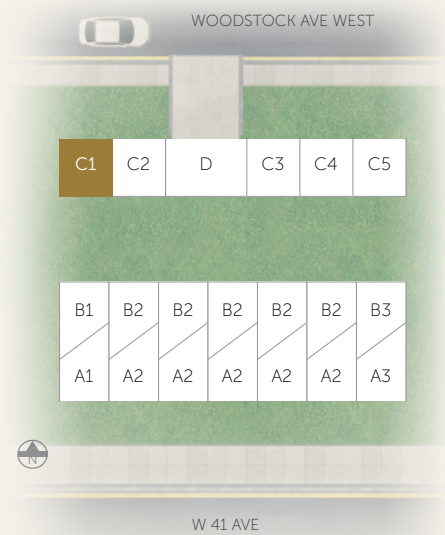 WOODSTOCK AVE WEST
C1 C2 D C3 C4 C5
B1 B2 B2 B2 B2 B2 B3
A1 A2 A2 A2 A2 A2 A3
N
W 41 AVE